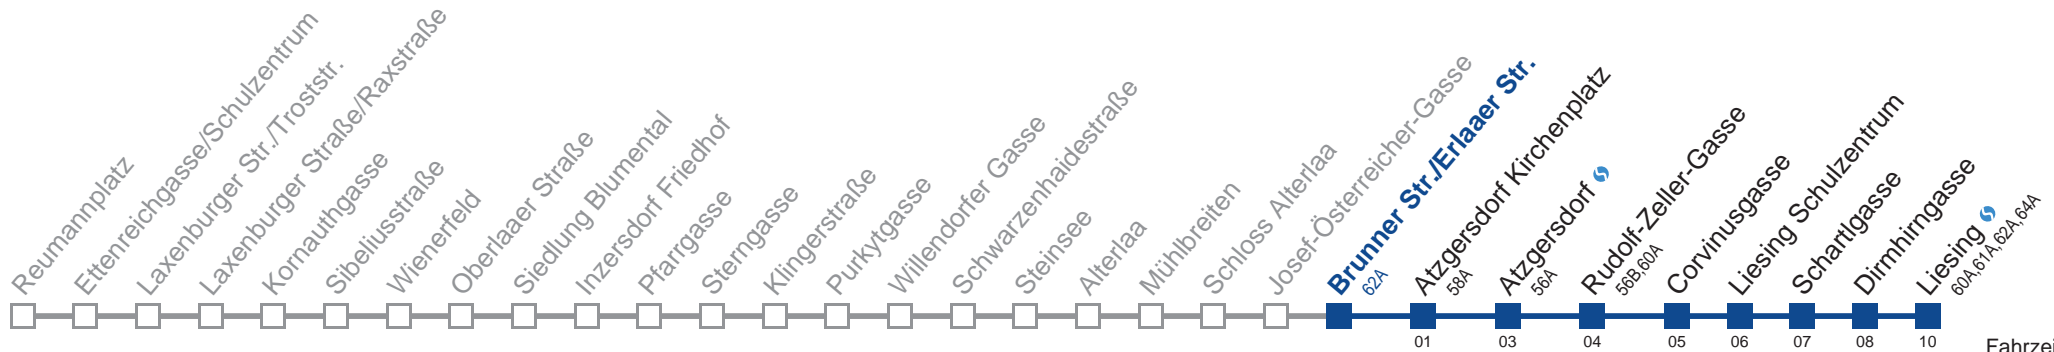 Reumannplatz
Ettenreichgasse/Schulzentrum
Laxenburger Str./Troststr.
Laxenburger Straße/Raxstraße
Kornauthgasse
Sibeliusstraße
Wienerfeld
Oberlaaer Straße
Siedlung Blumental
Inzersdorf Friedhof
Pfarrgasse
Sterngasse
Klingerstraße
Purkytgasse
Willendorfer Gasse
Schwarzenhaidestraße
Steinsee
Alterlaa
Mühlbreiten
Schloss Alterlaa
Josef-Österreicher-Gasse
Brunner Str./Erlaaer Str.
62A
Atzgersdorf Kirchenplatz
58A
Atzgersdorf
56A
Rudolf-Zeller-Gasse
56B,60A
Corvinusgasse
Liesing Schulzentrum
Schartlgasse
Dirmhirngasse
Liesing
60A,61A,62A,64A
01 03 04 05 06 07 08 10
Fahrzei